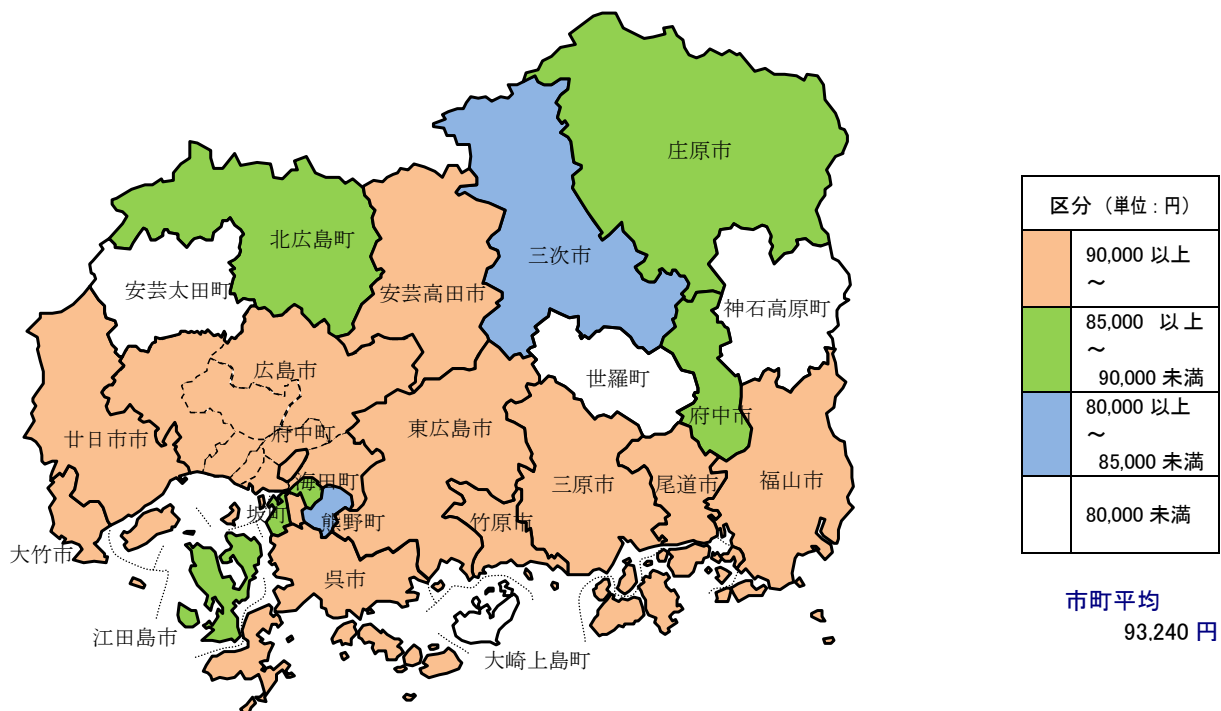 庄原市
北広島町
三次市
安芸太田町
安芸高田市
神石高原町
広島市
世羅町
府中市
廿日市市
府中町
東広島市
海田町
三原市
尾道市
福山市
坂町
熊野町
竹原市
大竹市
呉市
江田島市
大崎上島町
区分 (単位:円)
90,000 以上
~
85,000 以上
~
90,000 未満
80,000 以上
~
85,000 未満
80,000 未満
市町平均
93,240 円